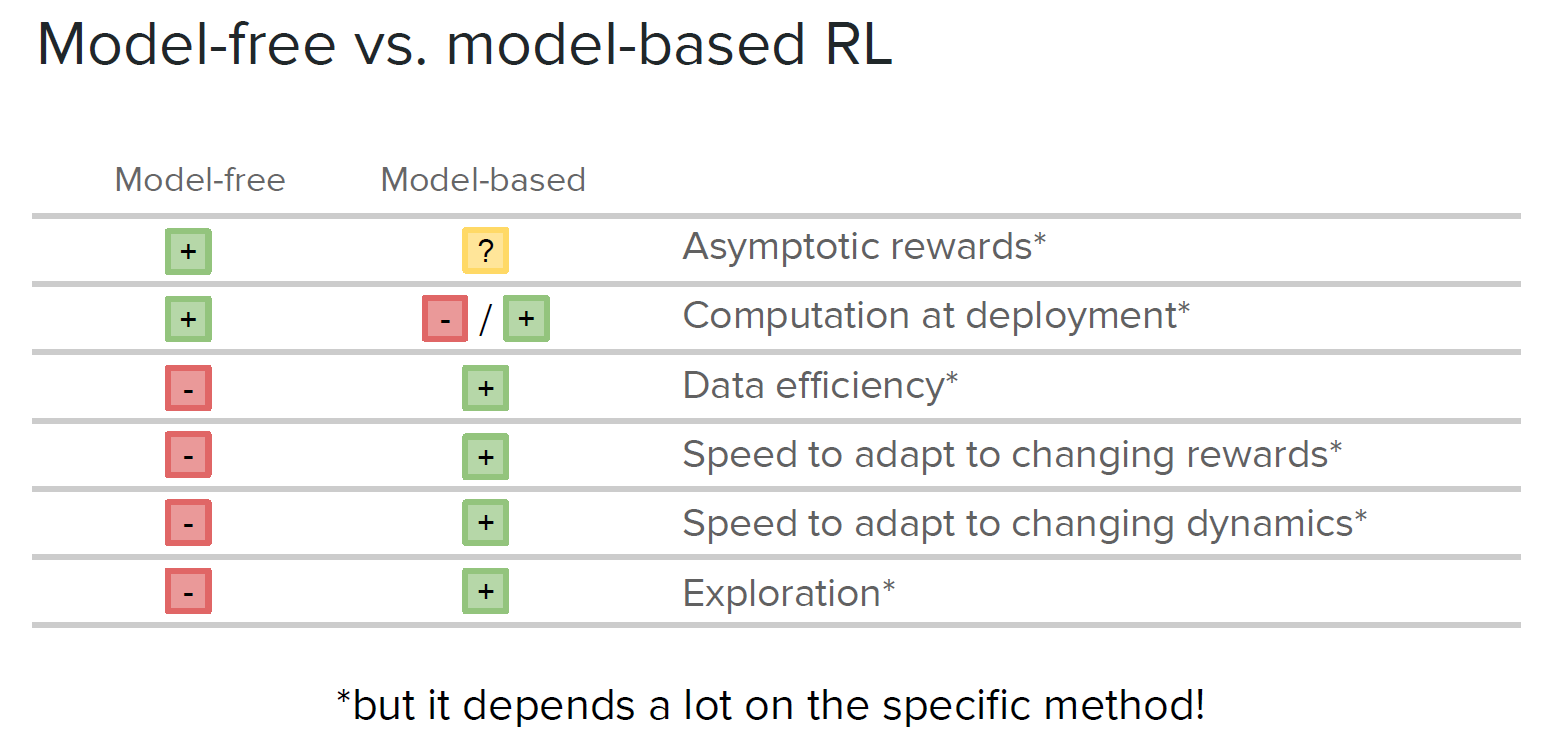 Model-free vs. model-based RL
Model-free Model-based
+ ? Asymptotic rewards*
+ - / + Computation at deployment*
- + Data efficiency*
- + Speed to adapt to changing rewards*
- + Speed to adapt to changing dynamics*
- + Exploration*
*but it depends a lot on the specific method!